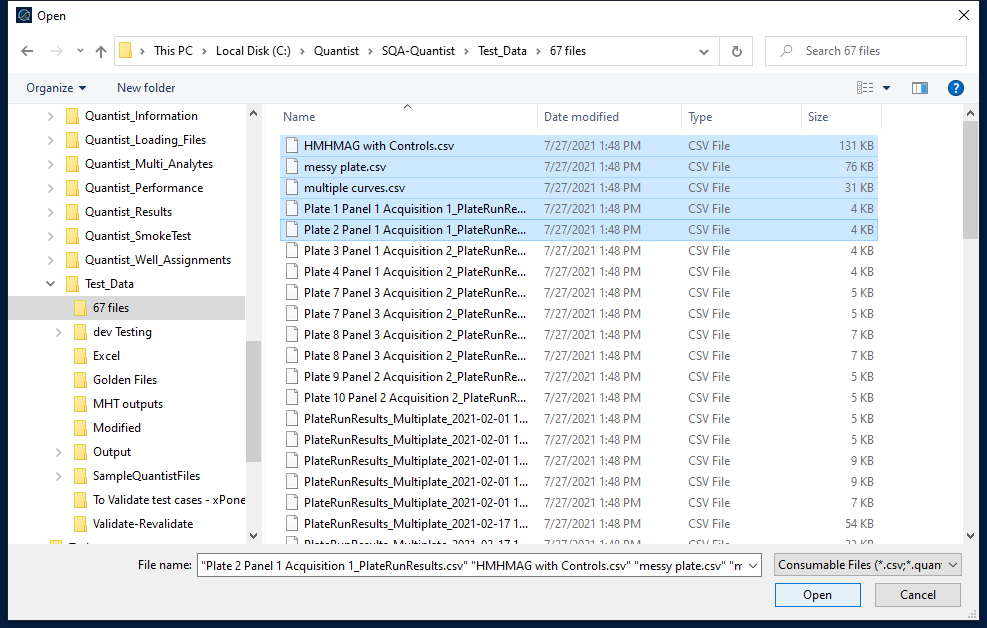 Open
This PC > Local Disk (C:) > Quantist > SQA-Quantist > Test_Data > 67 files
Search 67 files
Organize
New folder
?
Quantist_Information
Quantist_Loading_Files
Quantist_Multi_Analytes
Quantist_Performance
Quantist_Results
Quantist_SmokeTest
Quantist_Well_Assignments
Test_Data
67 files
dev Testing
Excel
Golden Files
MHT outputs
Modified
Output
SampleQuantistFiles
To Validate test cases - xPone
Validate-Revalidate
Name Date modified Type Size
HMHMAG with Controls.csv 7/27/2021 1:48 PM CSV File 131 KB
messy plate.csv 7/27/2021 1:48 PM CSV File 76 KB
multiple curves.csv 7/27/2021 1:48 PM CSV File 31 KB
Plate 1 Panel 1 Acquisition 1_PlateRunRe... 7/27/2021 1:48 PM CSV File 4 KB
Plate 2 Panel 1 Acquisition 1_PlateRunRe... 7/27/2021 1:48 PM CSV File 4 KB
Plate 3 Panel 1 Acquisition 2_PlateRunRe... 7/27/2021 1:48 PM CSV File 4 KB
Plate 4 Panel 1 Acquisition 2_PlateRunRe... 7/27/2021 1:48 PM CSV File 4 KB
Plate 7 Panel 3 Acquisition 2_PlateRunRe... 7/27/2021 1:48 PM CSV File 5 KB
Plate 7 Panel 3 Acquisition 2_PlateRunRe... 7/27/2021 1:48 PM CSV File 5 KB
Plate 8 Panel 3 Acquisition 2_PlateRunRe... 7/27/2021 1:48 PM CSV File 7 KB
Plate 8 Panel 3 Acquisition 2_PlateRunRe... 7/27/2021 1:48 PM CSV File 7 KB
Plate 9 Panel 2 Acquisition 2_PlateRunRe... 7/27/2021 1:48 PM CSV File 5 KB
Plate 10 Panel 2 Acquisition 2_PlateRunR... 7/27/2021 1:48 PM CSV File 5 KB
PlateRunResults_Multiplate_2021-02-01 1... 7/27/2021 1:48 PM CSV File 5 KB
PlateRunResults_Multiplate_2021-02-01 1... 7/27/2021 1:48 PM CSV File 5 KB
PlateRunResults_Multiplate_2021-02-01 1... 7/27/2021 1:48 PM CSV File 9 KB
PlateRunResults_Multiplate_2021-02-01 1... 7/27/2021 1:48 PM CSV File 9 KB
PlateRunResults_Multiplate_2021-02-01 1... 7/27/2021 1:48 PM CSV File 7 KB
PlateRunResults_Multiplate_2021-02-17 1... 7/27/2021 1:48 PM CSV File 54 KB
File name: "Plate 2 Panel 1 Acquisition 1_PlateRunResults.csv" "HMHMAG with Controls.csv" "messy plate.csv" "m
Consumable Files (*.csv;*.quan
Open
Cancel